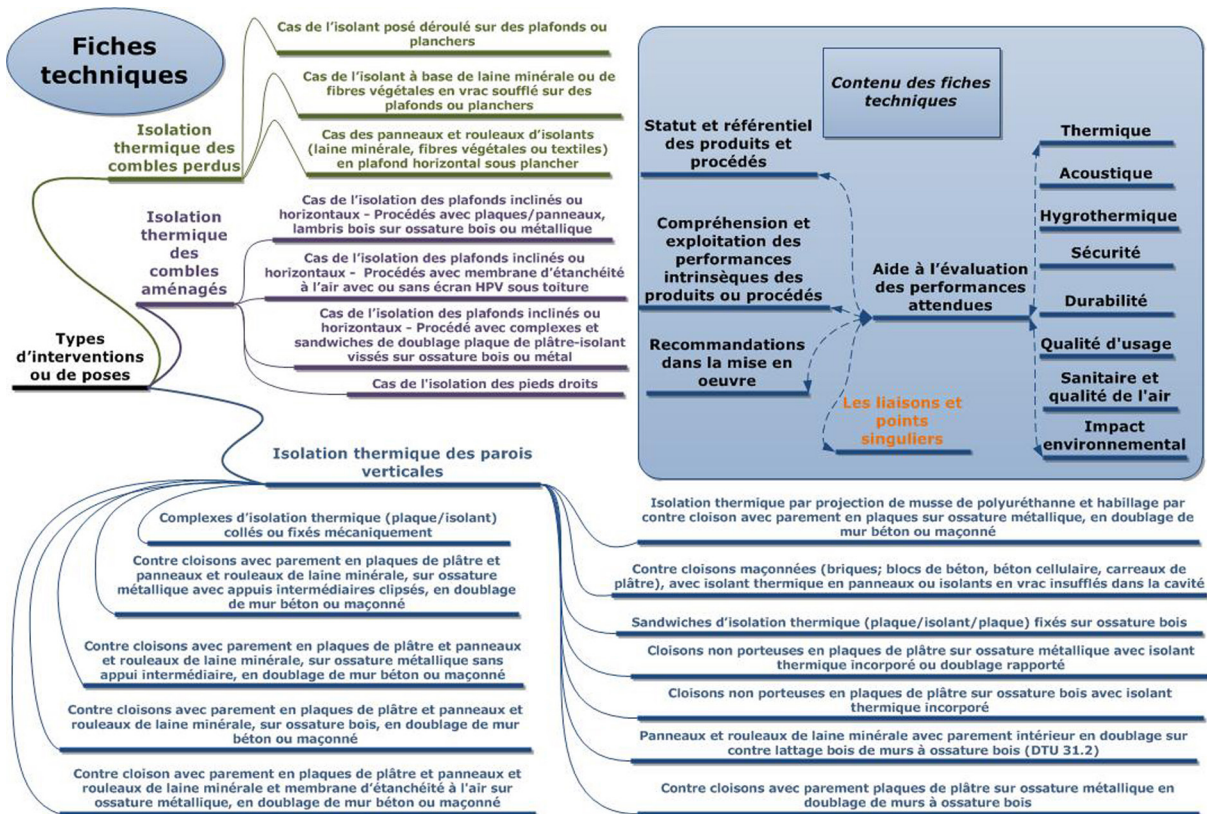 Fiches
techniques
Cas de l’isolant posé déroulé sur des plafonds ou
planchers
Cas de l’isolant à base de laine minérale ou de
fibres végétales en vrac soufflé sur des
plafonds ou planchers
Cas des panneaux et rouleaux d’isolants
(laine minérale, fibres végétales ou textiles)
en plafond horizontal sous plancher
Isolation
thermique des
combles perdus
Isolation
thermique
des
combles
aménagés
Cas de l’isolation des plafonds inclinés ou
horizontaux - Procédés avec plaques/panneaux,
lambris bois sur ossature bois ou métallique
Cas de l’isolation des plafonds inclinés ou
horizontaux - Procédés avec membrane d’étanchéité
à l’air avec ou sans écran HPV sous toiture
Cas de l’isolation des plafonds inclinés ou
horizontaux - Procédé avec complexes et
sandwiches de doublage plaque de plâtre-isolant
vissés sur ossature bois ou métal
Cas de l'isolation des pieds droits
Types
d’interventions
ou de poses
Contenu des fiches
techniques
Statut et référentiel
des produits et
procédés
Compréhension et
exploitation des
performances
intrinsèques des
produits ou procédés
Recommandations
dans la mise en
oeuvre
Les liaisons et
points
singuliers
Aide à l’évaluation
des performances
attendues
Thermique
Acoustique
Hygrothermique
Sécurité
Durabilité
Qualité d'usage
Sanitaire et
qualité de l'air
Impact
environnemental
Isolation thermique des parois
verticales
Complexes d’isolation thermique (plaque/isolant)
collés ou fixés mécaniquement
Contre cloisons avec parement en plaques de plâtre et
panneaux et rouleaux de laine minérale, sur ossature
métallique avec appuis intermédiaires clipsés, en doublage
de mur béton ou maçonné
Contre cloisons avec parement en plaques de plâtre et panneaux
et rouleaux de laine minérale, sur ossature métallique sans
appui intermédiaire, en doublage de mur béton ou maçonné
Contre cloisons avec parement en plaques de plâtre et panneaux et
rouleaux de laine minérale, sur ossature bois, en doublage de mur
béton ou maçonné
Contre cloison avec parement en plaques de plâtre et panneaux et
rouleaux de laine minérale et membrane d’étanchéité à l'air sur
ossature métallique, en doublage de mur béton ou maçonné
Isolation thermique par projection de musse de polyuréthanne et habillage par
contre cloison avec parement en plaques sur ossature métallique, en doublage de
mur béton ou maçonné
Contre cloisons maçonnées (briques; blocs de béton, béton cellulaire, carreaux de
plâtre), avec isolant thermique en panneaux ou isolants en vrac insufflés dans la cavité
Sandwiches d’isolation thermique (plaque/isolant/plaque) fixés sur ossature bois
Cloisons non porteuses en plaques de plâtre sur ossature métallique avec isolant
thermique incorporé ou doublage rapporté
Cloisons non porteuses en plaques de plâtre sur ossature bois avec isolant
thermique incorporé
Panneaux et rouleaux de laine minérale avec parement intérieur en doublage sur
contre lattage bois de murs à ossature bois (DTU 31.2)
Contre cloisons avec parement plaques de plâtre sur ossature métallique en
doublage de murs à ossature bois